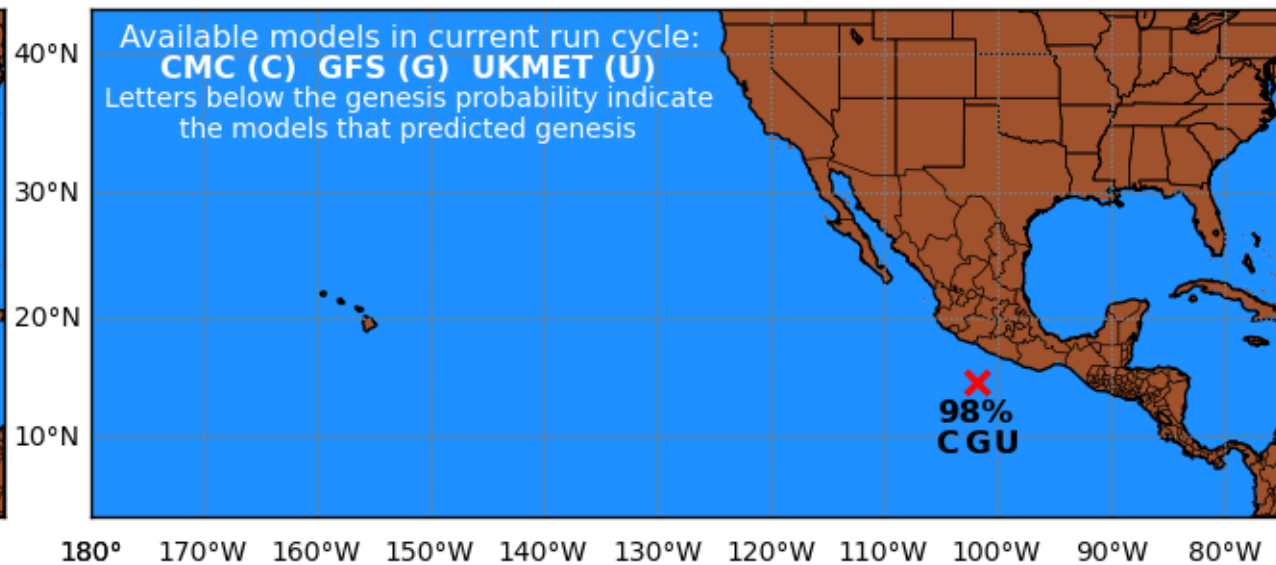 Available models in current run cycle:
CMC (C) GFS (G) UKMET (U)
Letters below the genesis probability indicate
the models that predicted genesis
40°N
30°N
20°N
10°N
98%
C G U
180° 170°W 160°W 150°W 140°W 130°W 120°W 110°W 100°W 90°W 80°W